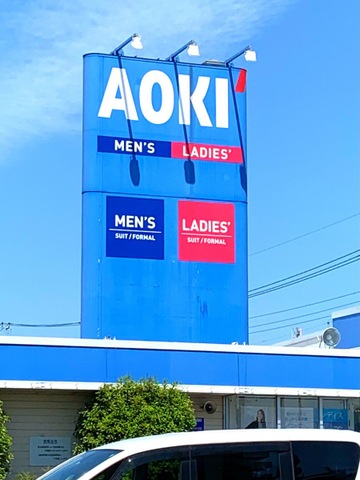 AOKI
MEN'S LADIES'
MEN'S
SUIT / FORMAL
LADIES'
SUIT / FORMAL